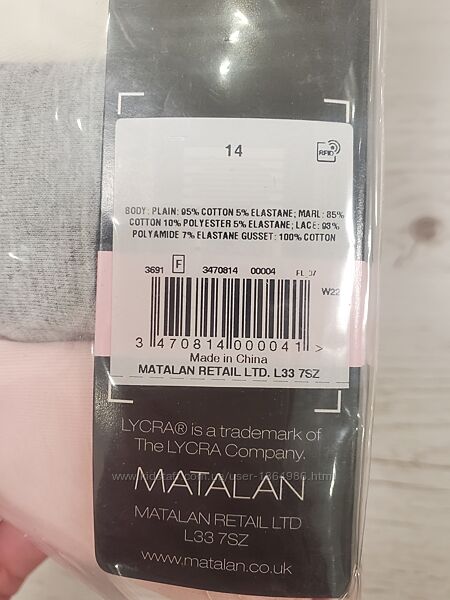 14
RFID
BODY: PLAIN: 95% COTTON 5% ELASTANE; MARL: 85%
COTTON 10% POLYESTER 5% ELASTANE; LACE: 93%
POLYAMIDE 7% ELASTANE GUSSET: 100% COTTON
3691 F 3470814 00004 FL 07
W22
3 470814 000041 >
Made in China
MATALAN RETAIL LTD. L33 7SZ
LYCRA® is a trademark of
The LYCRA Company.
MATALAN
MATALAN RETAIL LTD
L33 7SZ
www.matalan.co.uk